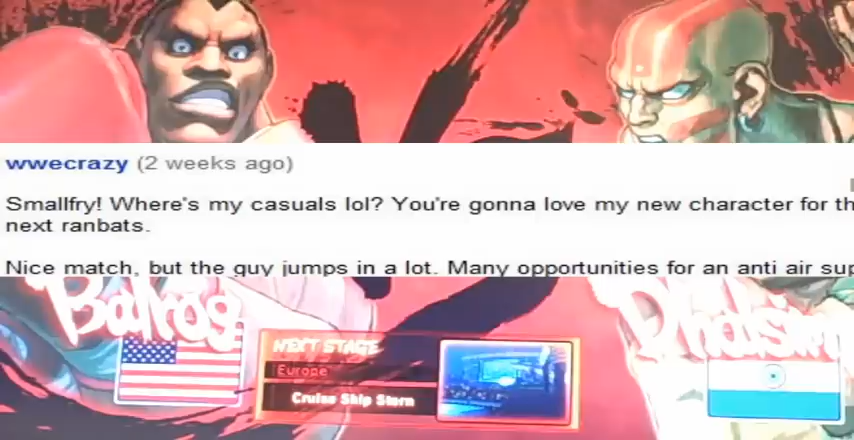 wwecrazy (2 weeks ago)
Smallfry! Where's my casuals lol? You're gonna love my new character for th
next ranbats.
Nice match, but the guy jumps in a lot. Many opportunities for an anti air sup
Balrog
Dhalsim
NEXT STAGE
Europe
Cruise Ship Stern